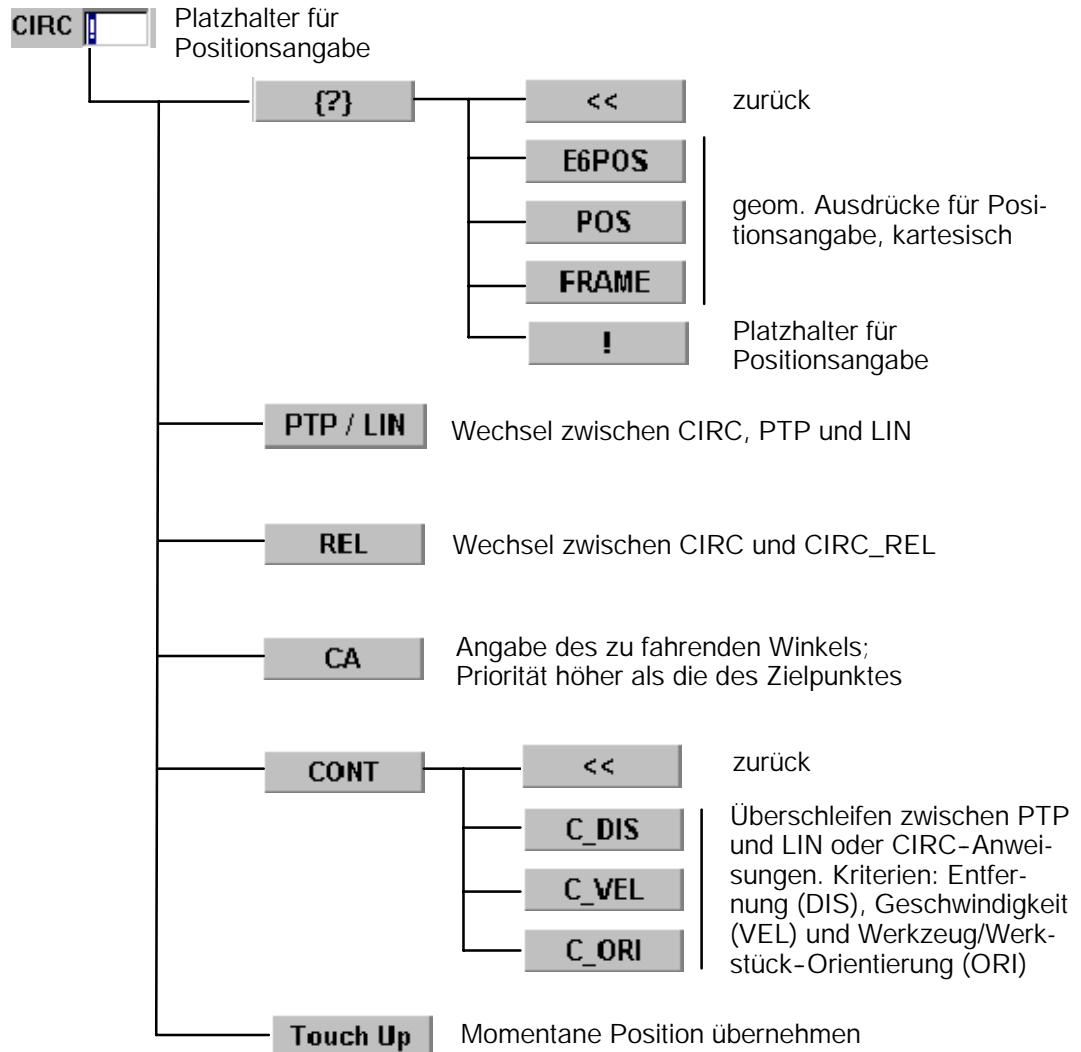 CIRC ! Platzhalter für
Positionsangabe
{?} << zurück
E6POS
POS
FRAME
geom. Ausdrücke für Posi-
tionsangabe, kartesisch
! Platzhalter für
Positionsangabe
PTP / LIN Wechsel zwischen CIRC, PTP und LIN
REL Wechsel zwischen CIRC und CIRC_REL
CA Angabe des zu fahrenden Winkels;
Priorität höher als die des Zielpunktes
CONT << zurück
C_DIS
C_VEL
C_ORI
Überschleifen zwischen PTP
und LIN oder CIRC-Anwei-
sungen. Kriterien: Entfer-
nung (DIS), Geschwindigkeit
(VEL) und Werkzeug/Werk-
stück-Orientierung (ORI)
Touch Up Momentane Position übernehmen